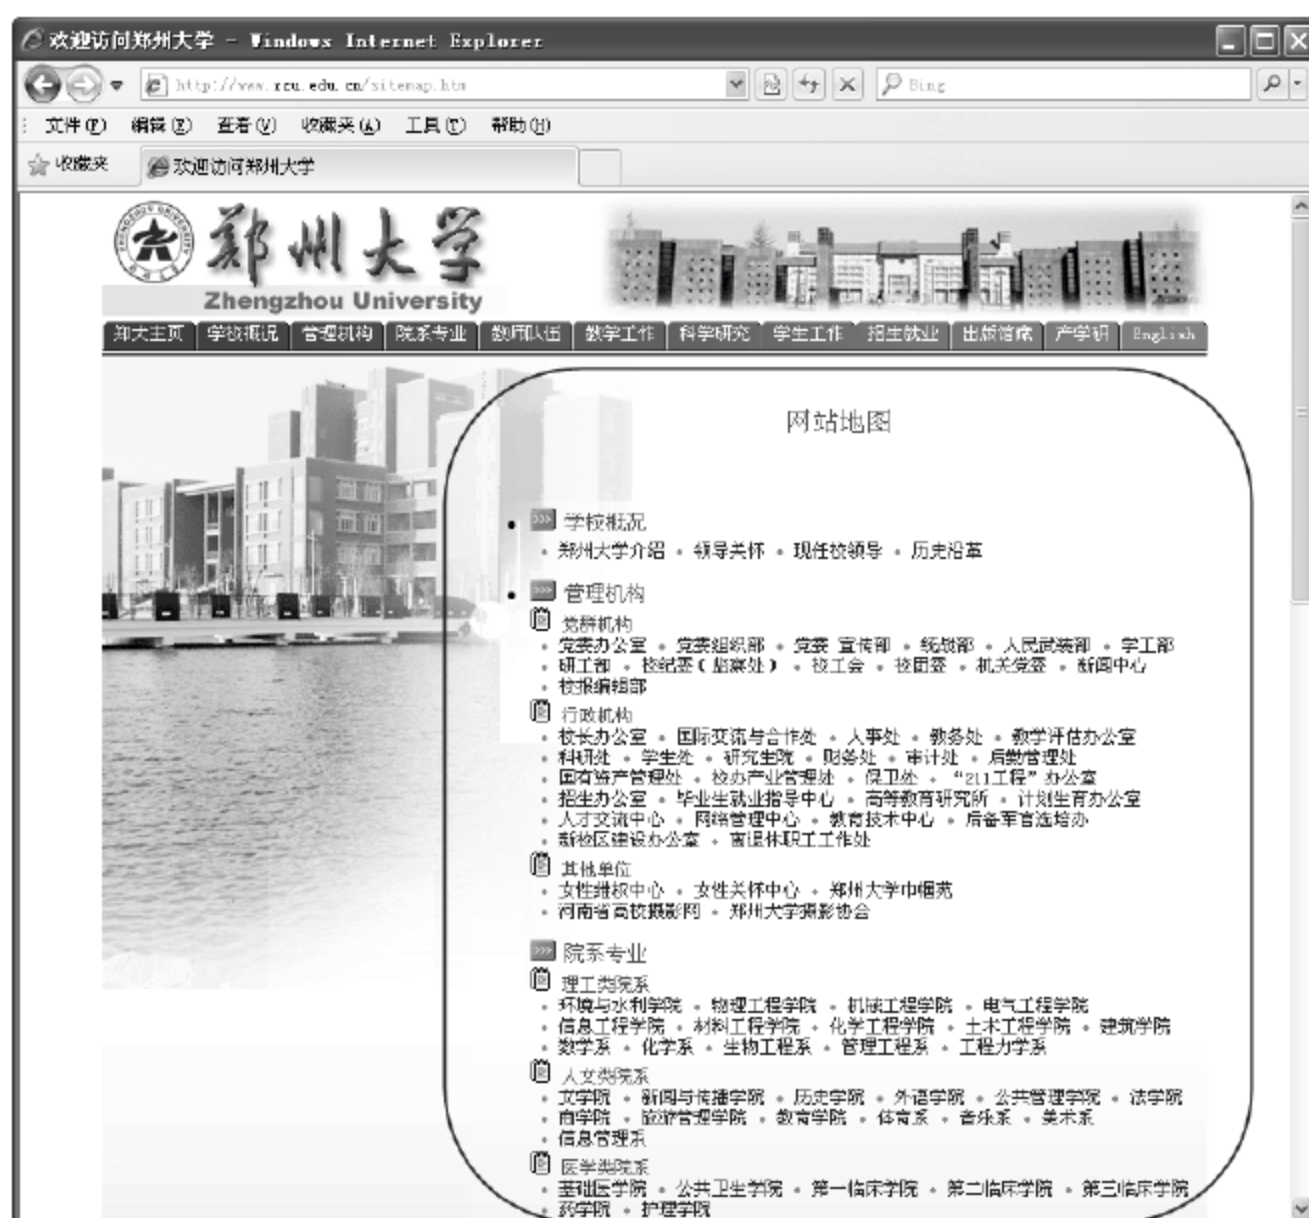 欢迎访问郑州大学 - Windows Internet Explorer
http://www.zzu.edu.cn/sitemap.htm
Bing
文件(F) 编辑(E) 查看(V) 收藏夹(A) 工具(T) 帮助(H)
收藏夹 欢迎访问郑州大学
郑州大学
Zhengzhou University
郑大主页 学校概况 管理机构 院系专业 教师队伍 教学工作 科学研究 学生工作 招生就业 出版馆藏 产学研 English
网站地图
学校概况
郑州大学介绍 • 领导关怀 • 现任校领导 • 历史沿革
管理机构
党群机构
• 党委办公室 • 党委组织部 • 党委 宣传部 • 统战部 • 人民武装部 • 学工部
• 研工部 • 校纪委(监察处) • 校工会 • 校团委 • 机关党委 • 新闻中心
• 校报编辑部
行政机构
• 校长办公室 • 国际交流与合作处 • 人事处 • 教务处 • 教学评估办公室
• 科研处 • 学生处 • 研究生院 • 财务处 • 审计处 • 后勤管理处
• 国有资产管理处 • 校办产业管理处 • 保卫处 • “211工程”办公室
• 招生办公室 • 毕业生就业指导中心 • 高等教育研究所 • 计划生育办公室
• 人才交流中心 • 网络管理中心 • 教育技术中心 • 后备军官选培办
• 新校区建设办公室 • 离退休职工工作处
其他单位
• 女性维权中心 • 女性关怀中心 • 郑州大学巾帼苑
• 河南省高校摄影网 • 郑州大学摄影协会
院系专业
理工类院系
• 环境与水利学院 • 物理工程学院 • 机械工程学院 • 电气工程学院
• 信息工程学院 • 材料工程学院 • 化学工程学院 • 土木工程学院 • 建筑学院
• 数学系 • 化学系 • 生物工程系 • 管理工程系 • 工程力学系
人文类院系
• 文学院 • 新闻与传播学院 • 历史学院 • 外语学院 • 公共管理学院 • 法学院
• 商学院 • 旅游管理学院 • 教育学院 • 体育系 • 音乐系 • 美术系
• 信息管理系
医学类院系
• 基础医学院 • 公共卫生学院 • 第一临床学院 • 第二临床学院 • 第三临床学院
• 药学院 • 护理学院